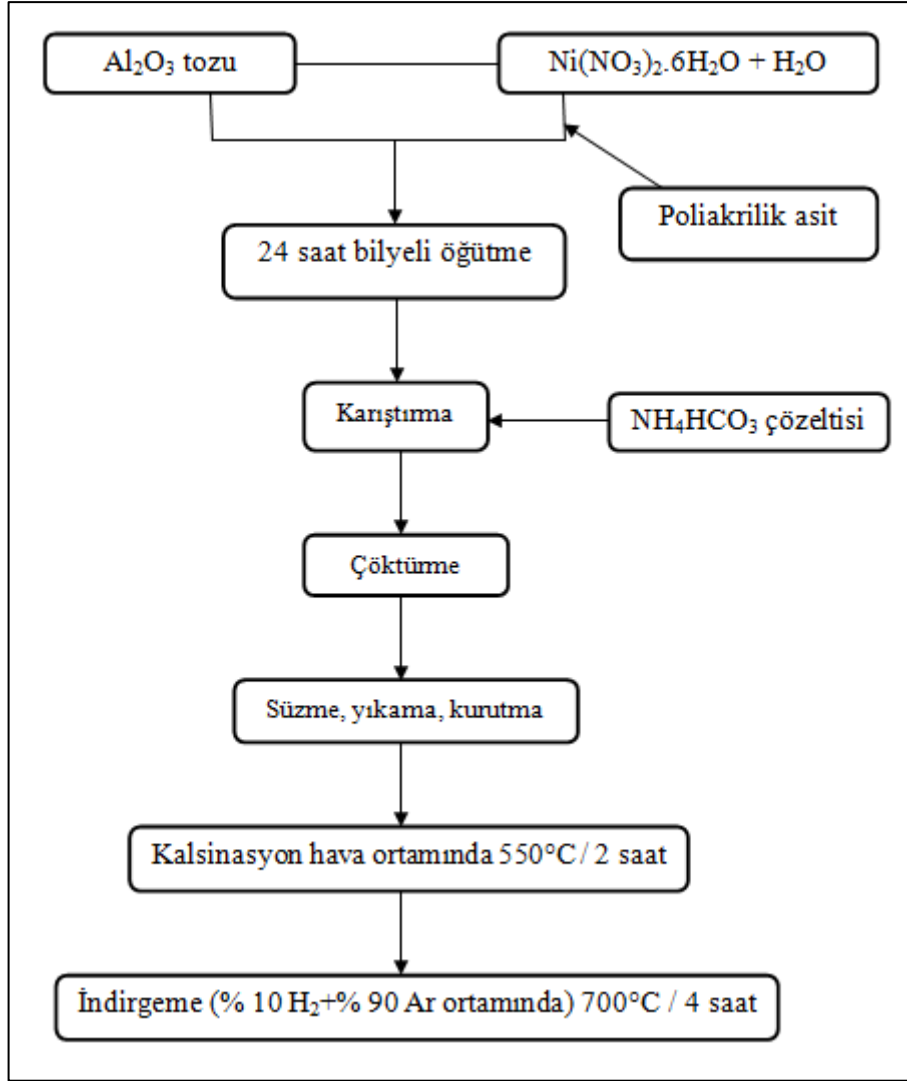 Al₂O₃ tozu
Ni(NO₃)₂.6H₂O + H₂O
Poliakrilik asit
24 saat bilyeli öğütme
Karıştırma
NH₄HCO₃ çözeltisi
Çöktürme
Süzme, yıkama, kurutma
Kalsinasyon hava ortamında 550°C / 2 saat
İndirgeme (% 10 H₂+% 90 Ar ortamında) 700°C / 4 saat